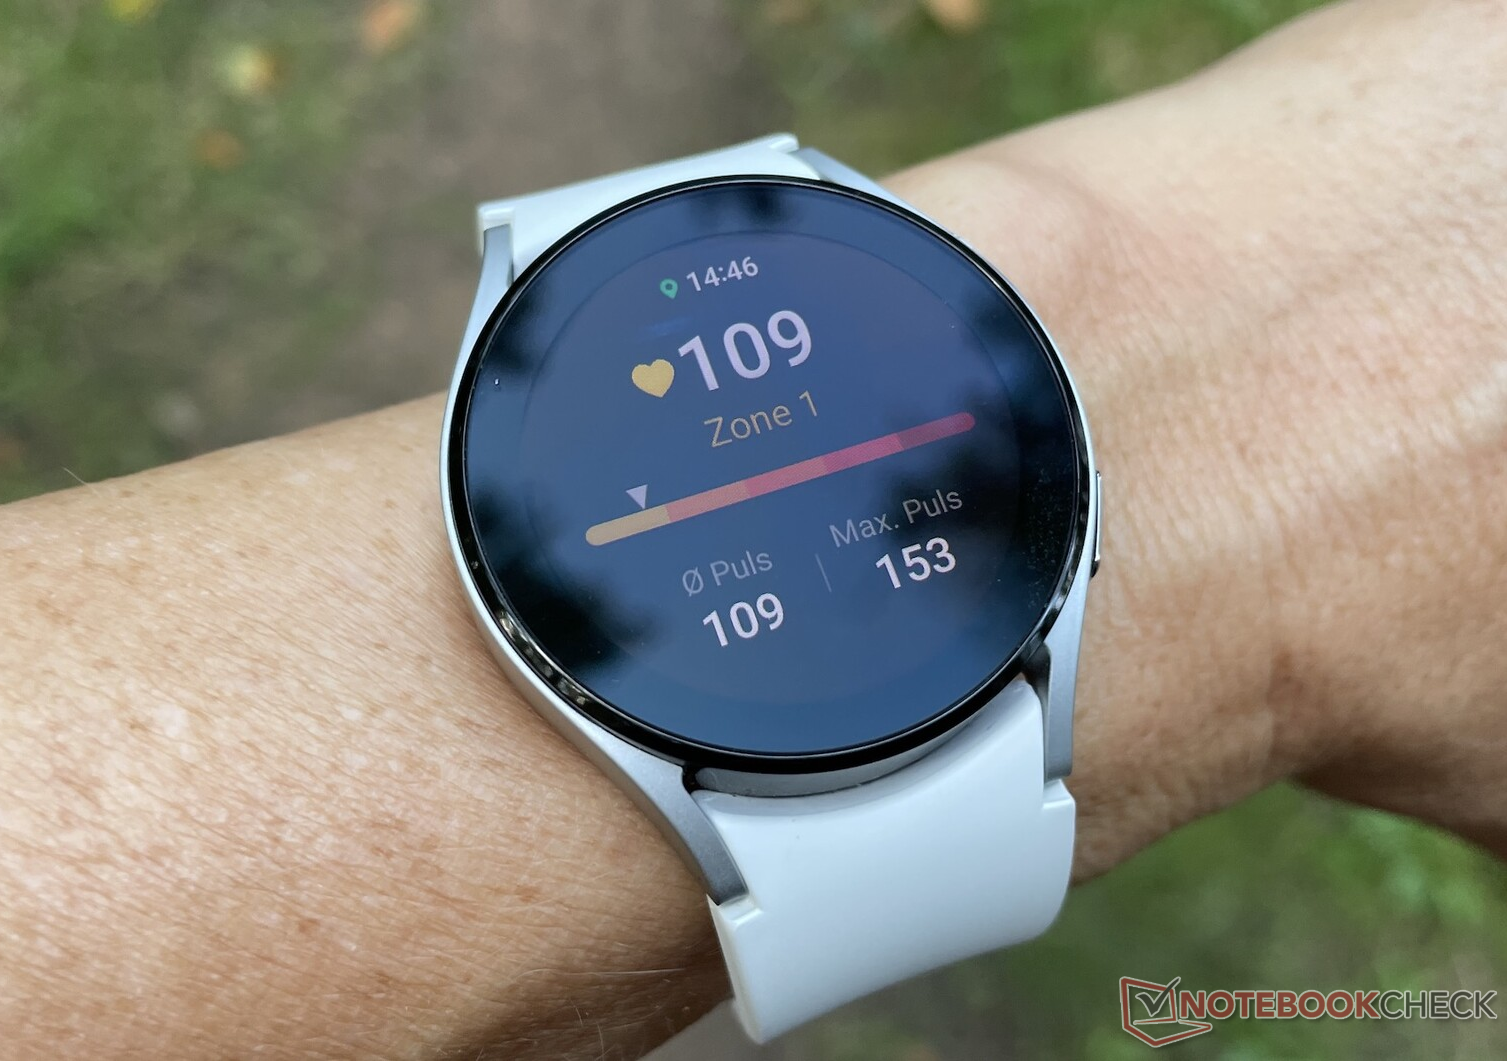 14:46
109
Zone 1
Ø Puls
Max. Puls
109
153
NOTEBOOKCHECK